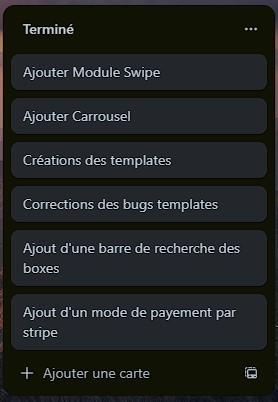 Terminé
Ajouter Module Swipe
Ajouter Carrousel
Créations des templates
Corrections des bugs templates
Ajout d'une barre de recherche des
boxes
Ajout d'un mode de payement par
stripe
Ajouter une carte